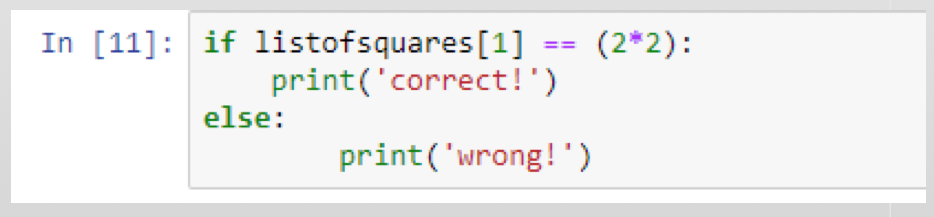 In [11]: if listofsquares[1] == (2*2):
    print('correct!')
else:
        print('wrong!')